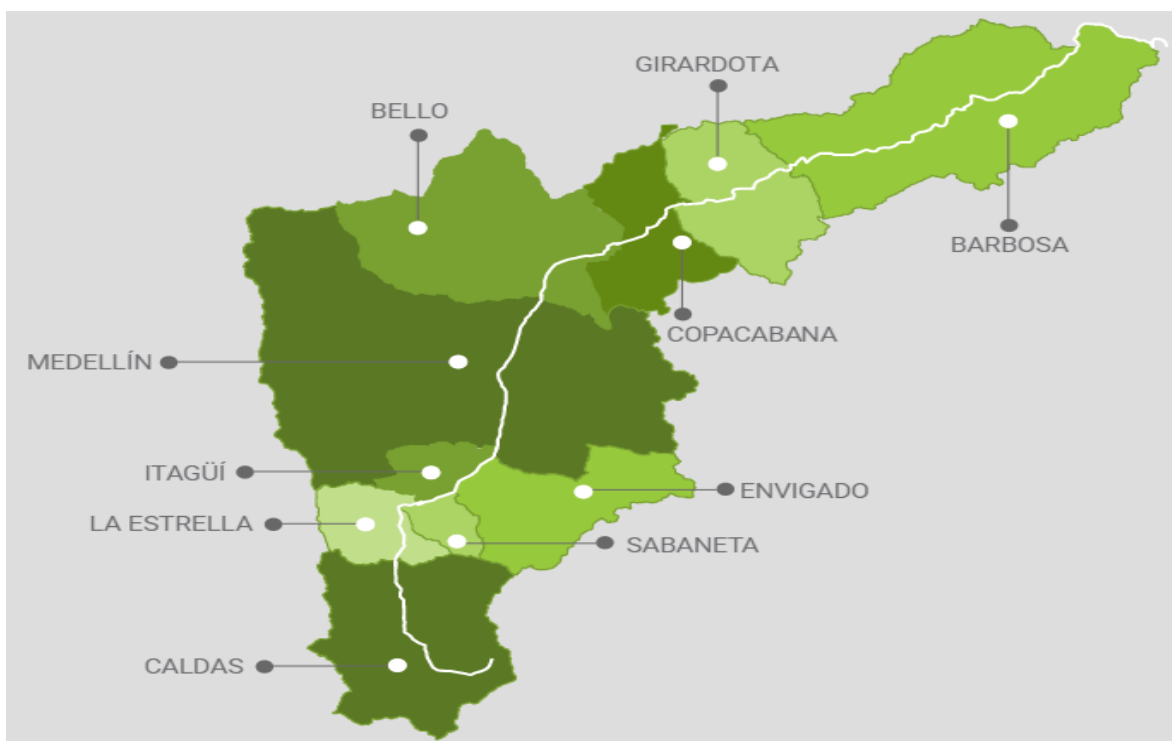 GIRARDOTA
BELLO
BARBOSA
COPACABANA
MEDELLÍN
ITAGÜÍ
ENVIGADO
LA ESTRELLA
SABANETA
CALDAS